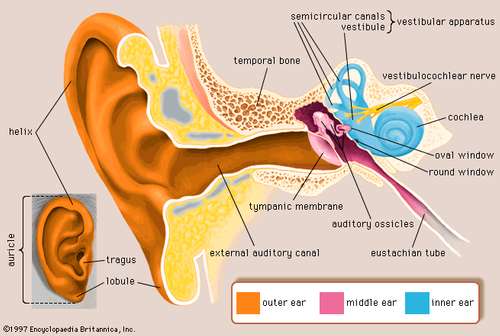 semicircular canals
vestibule
vestibular apparatus
temporal bone
vestibulocochlear nerve
cochlea
helix
oval window
round window
tympanic membrane
auditory ossicles
external auditory canal
eustachian tube
auricle
tragus
lobule
outer ear
middle ear
inner ear
©1997 Encyclopaedia Britannica, Inc.